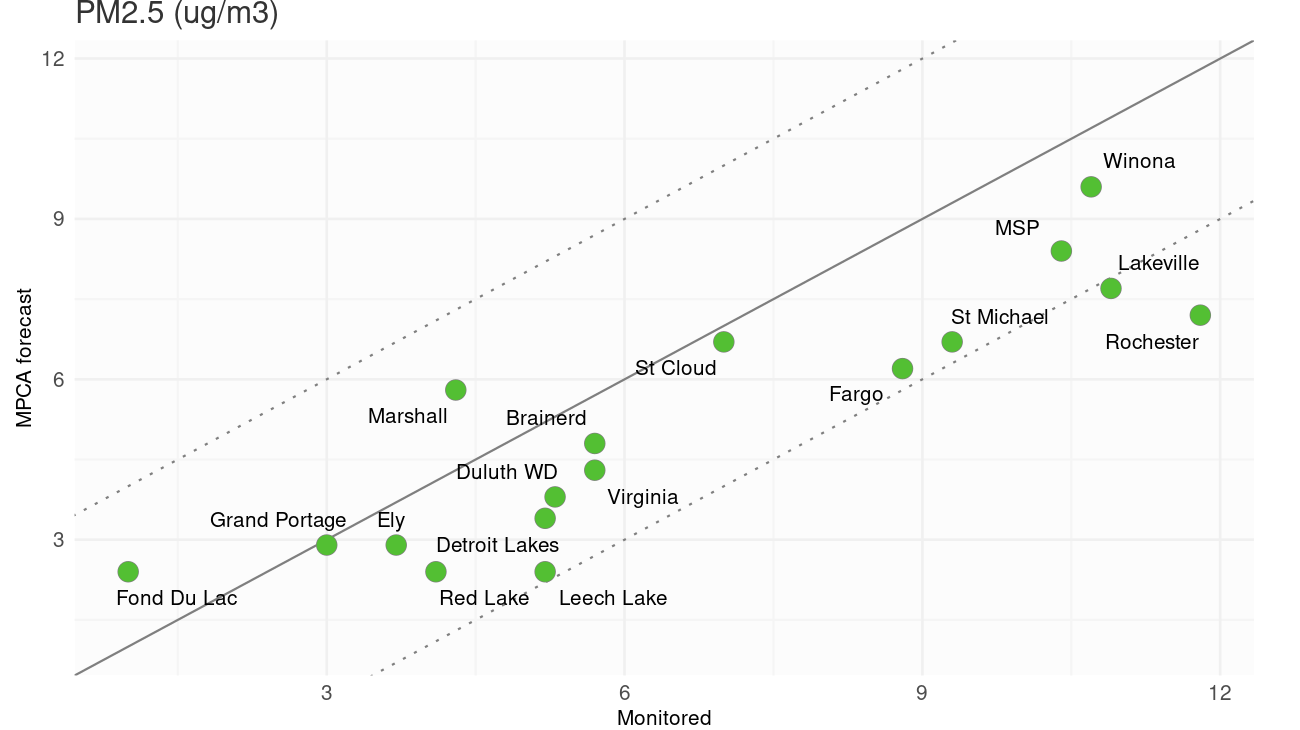 PM2.5 (ug/m3)
12
Winona
9
MSP
Lakeville
St Michael
Rochester
MPCA forecast
St Cloud
6
Fargo
Marshall
Brainerd
Duluth WD
Virginia
Grand Portage
Ely
3
Detroit Lakes
Fond Du Lac
Red Lake
Leech Lake
3
6
9
12
Monitored